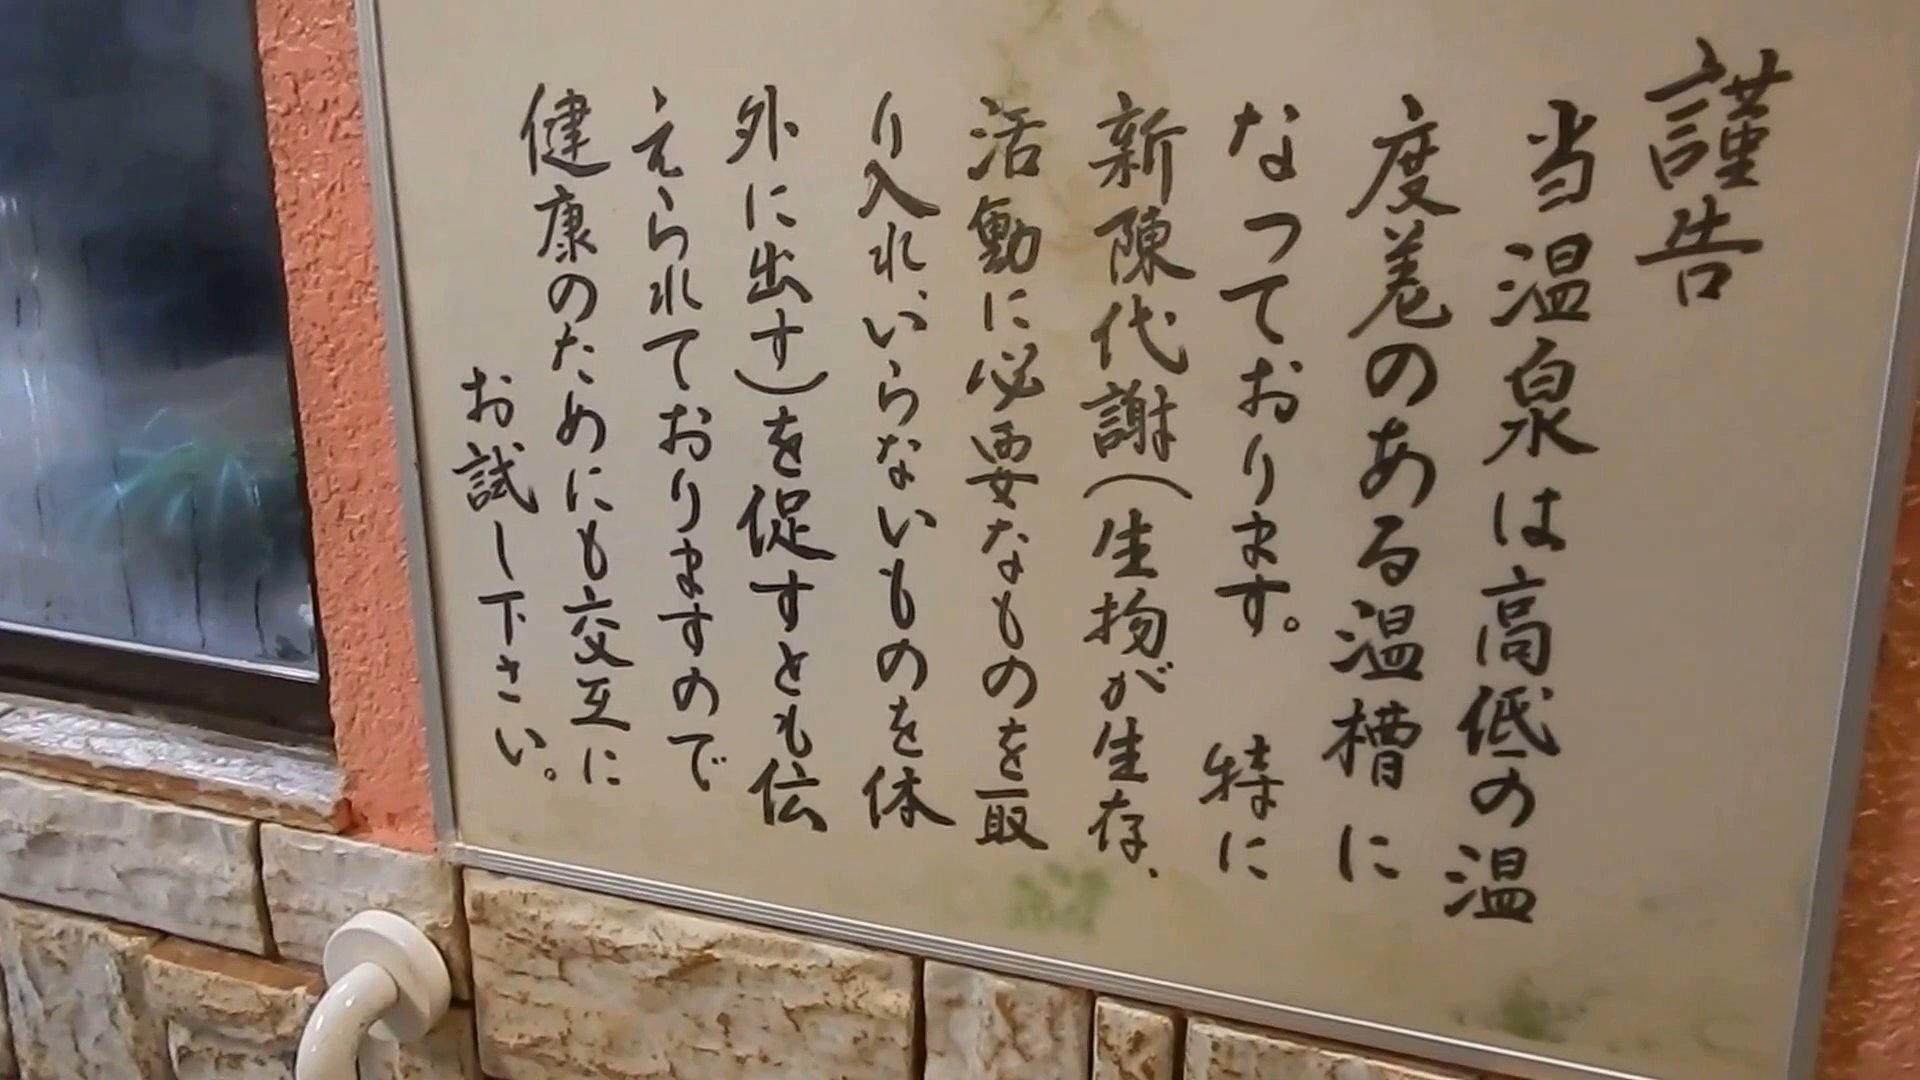 謹告
当温泉は高低の温
度差のある温槽に
なっております。 特に
新陳代謝(生物が生存、
活動に必要なものを取
り入れ、いらないものを体
外に出す)を促すとも伝
えられておりますので
健康のためにも交互に
お試し下さい。